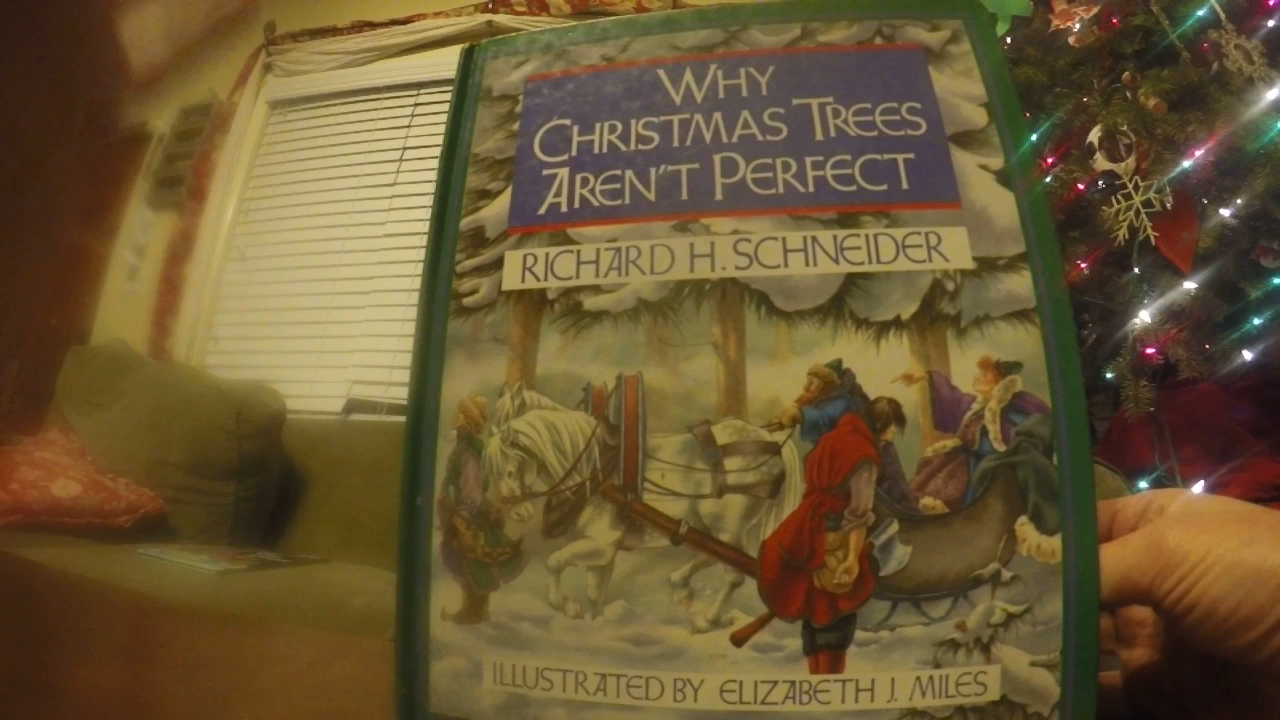 WHY
CHRISTMAS TREES
AREN'T PERFECT
RICHARD H. SCHNEIDER
ILLUSTRATED BY ELIZABETH J. MILES